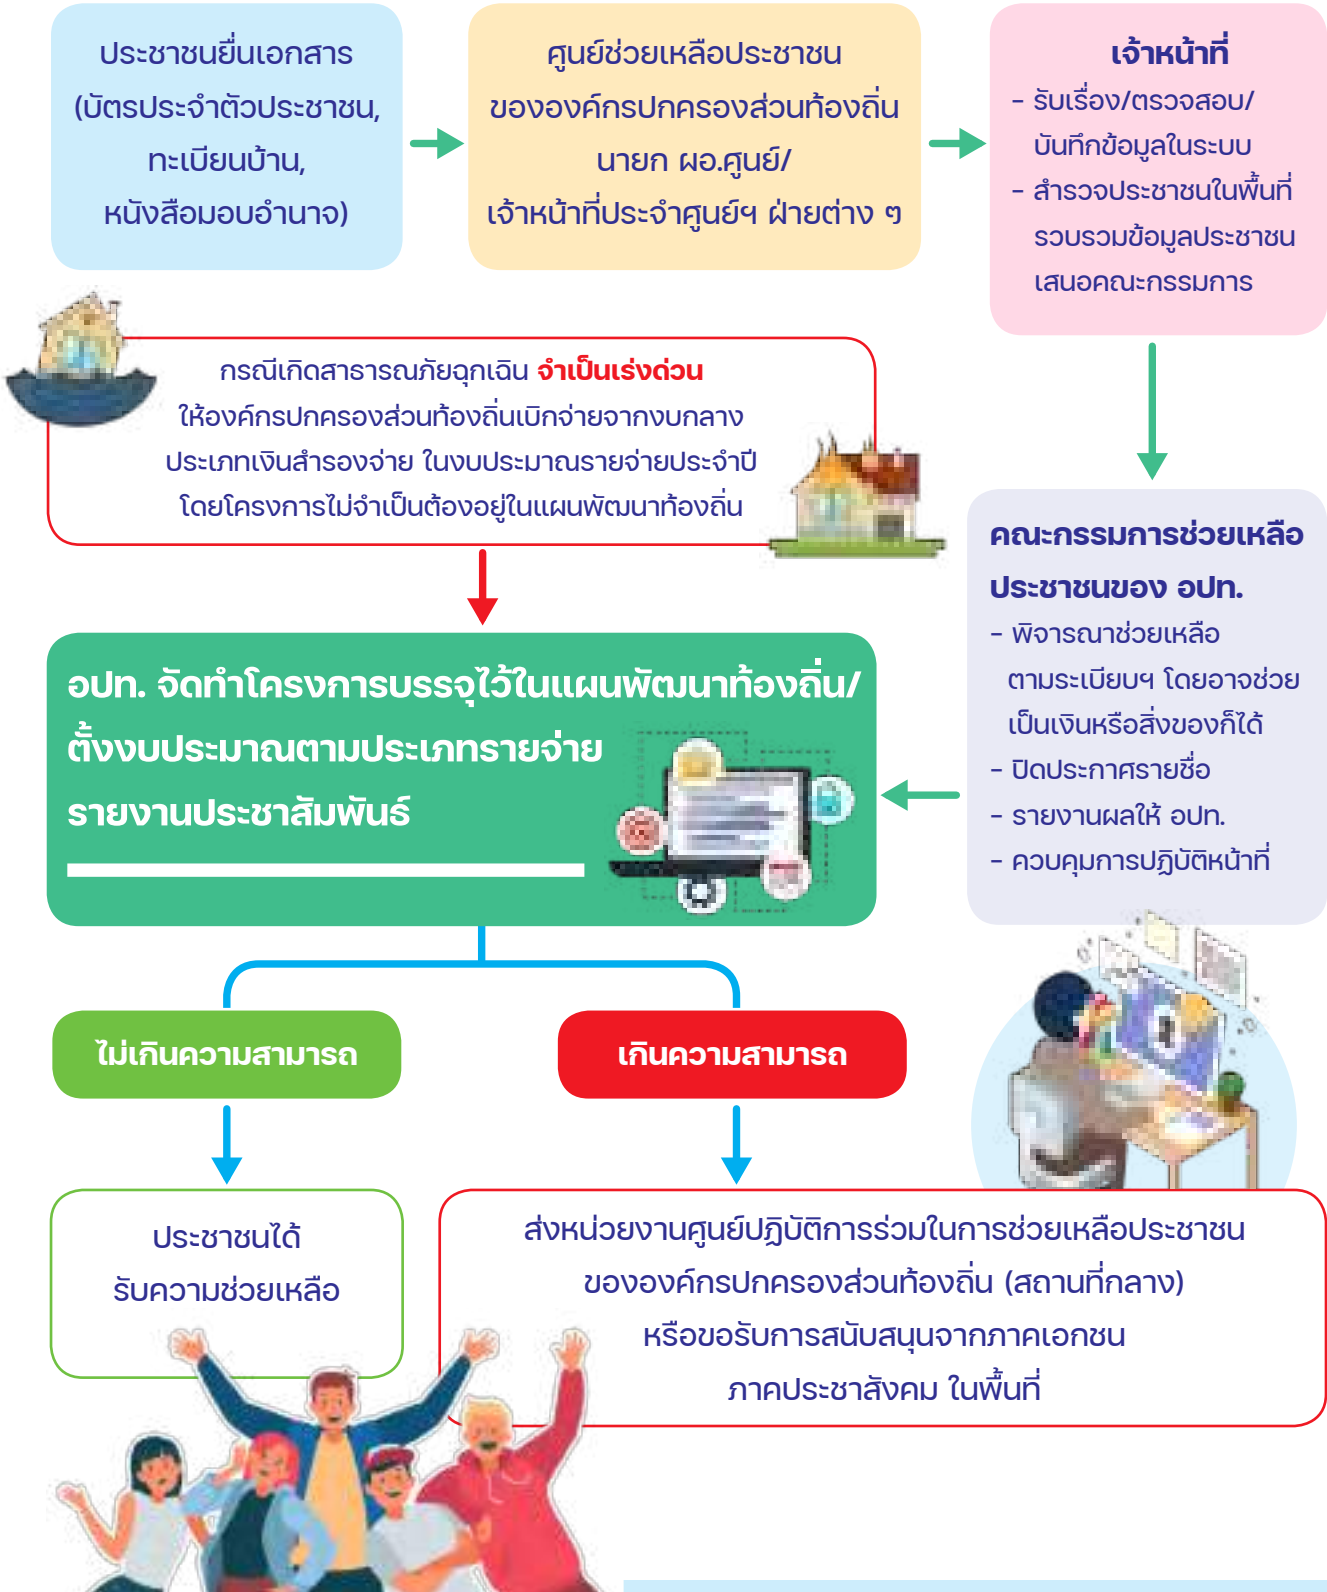 ประชาชนยื่นเอกสาร
(บัตรประจำตัวประชาชน,
ทะเบียนบ้าน,
หนังสือมอบอำนาจ)
ศูนย์ช่วยเหลือประชาชน
ขององค์กรปกครองส่วนท้องถิ่น
นายก ผอ.ศูนย์/
เจ้าหน้าที่ประจำศูนย์ฯ ฝ่ายต่าง ๆ
เจ้าหน้าที่
- รับเรื่อง/ตรวจสอบ/
บันทึกข้อมูลในระบบ
- สำรวจประชาชนในพื้นที่
รวบรวมข้อมูลประชาชน
เสนอคณะกรรมการ
กรณีเกิดสาธารณภัยฉุกเฉิน จำเป็นเร่งด่วน
ให้องค์กรปกครองส่วนท้องถิ่นเบิกจ่ายจากงบกลาง
ประเภทเงินสำรองจ่าย ในงบประมาณรายจ่ายประจำปี
โดยโครงการไม่จำเป็นต้องอยู่ในแผนพัฒนาท้องถิ่น
คณะกรรมการช่วยเหลือ
ประชาชนของ อปท.
- พิจารณาช่วยเหลือ
ตามระเบียบฯ โดยอาจช่วย
เป็นเงินหรือสิ่งของก็ได้
- ปิดประกาศรายชื่อ
- รายงานผลให้ อปท.
- ควบคุมการปฏิบัติหน้าที่
อปท. จัดทำโครงการบรรจุไว้ในแผนพัฒนาท้องถิ่น/
ตั้งงบประมาณตามประเภทรายจ่าย
รายงานประชาสัมพันธ์
ไม่เกินความสามารถ
เกินความสามารถ
ประชาชนได้
รับความช่วยเหลือ
ส่งหน่วยงานศูนย์ปฏิบัติการร่วมในการช่วยเหลือประชาชน
ขององค์กรปกครองส่วนท้องถิ่น (สถานที่กลาง)
หรือขอรับการสนับสนุนจากภาคเอกชน
ภาคประชาสังคม ในพื้นที่